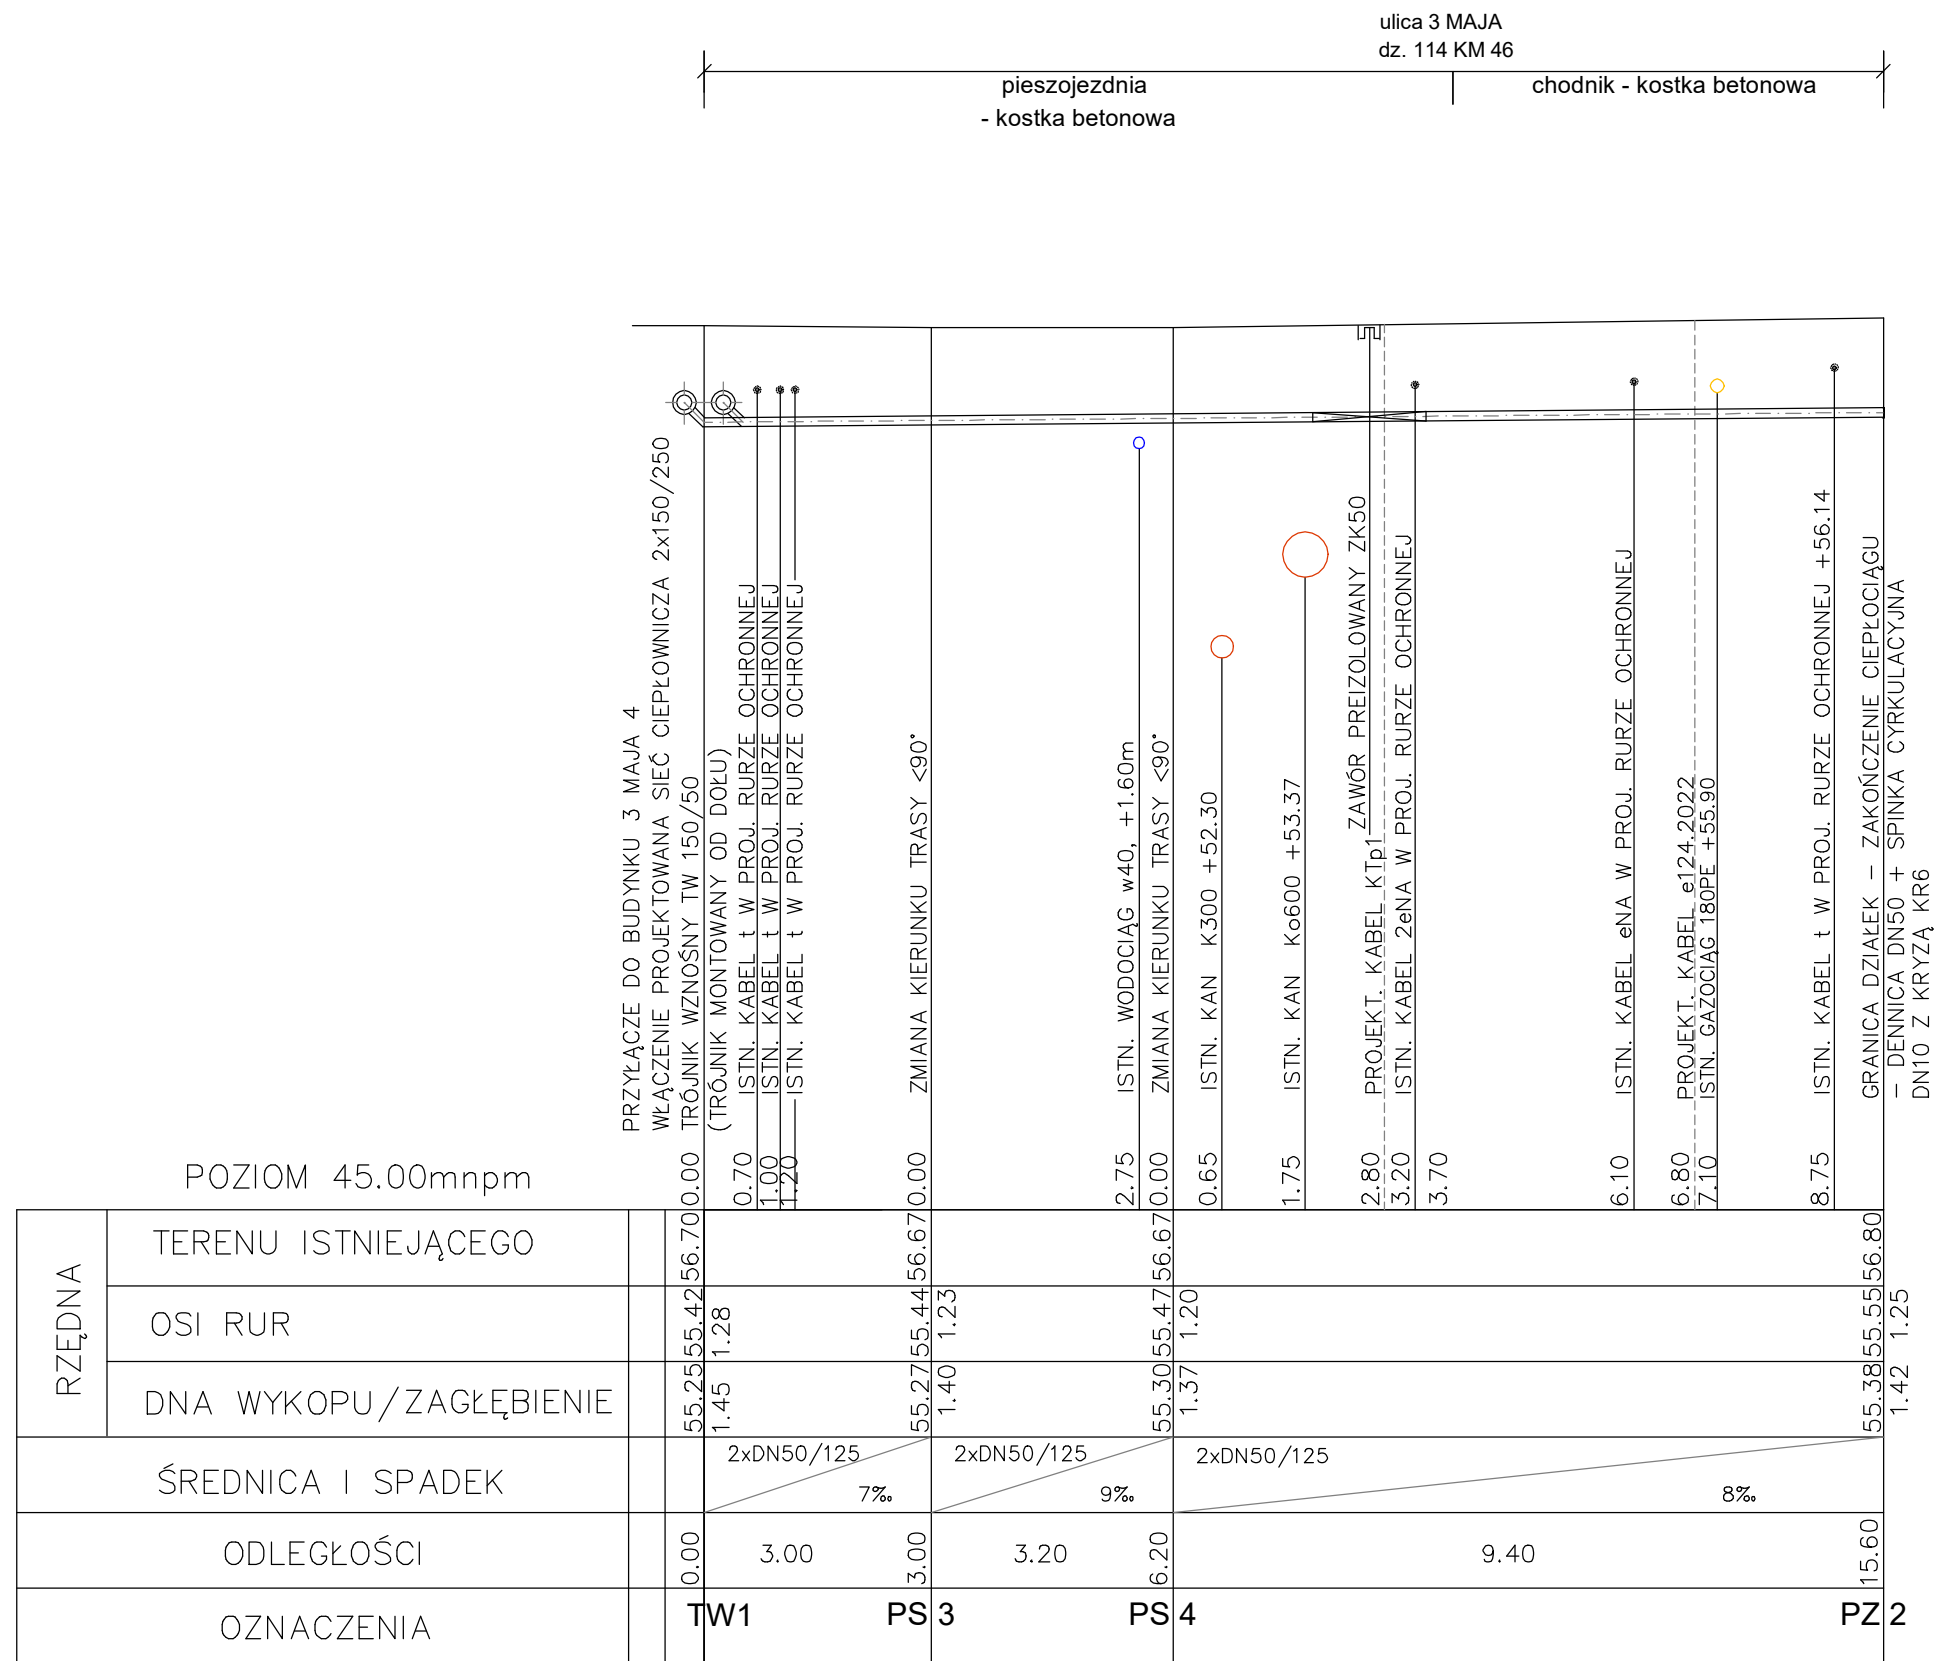 ulica 3 MAJA
dz. 114 KM 46
pieszojezdnia
- kostka betonowa
chodnik - kostka betonowa
PRZYŁĄCZE DO BUDYNKU 3 MAJA 4
WŁĄCZENIE PROJEKTOWANA SIEĆ CIEPŁOWNICZA 2x150/250
TRÓJNIK WZNOŚNY TW 150/50
(TRÓJNIK MONTOWANY OD DOŁU)
ISTN. KABEL t W PROJ. RURZE OCHRONNEJ
ISTN. KABEL t W PROJ. RURZE OCHRONNEJ
ISTN. KABEL t W PROJ. RURZE OCHRONNEJ
ZMIANA KIERUNKU TRASY <90°
ISTN. WODOCIĄG w40, +1.60m
ZMIANA KIERUNKU TRASY <90°
ISTN. KAN K300 +52.30
ISTN. KAN Ko600 +53.37
ZAWÓR PREIZOLOWANY ZK50
PROJEKT. KABEL KTp1
ISTN. KABEL 2eNA W PROJ. RURZE OCHRONNEJ
ISTN. KABEL eNA W PROJ. RURZE OCHRONNEJ
PROJEKT. KABEL e124.2022
ISTN. GAZOCIĄG 180PE +55.90
ISTN. KABEL t W PROJ. RURZE OCHRONNEJ +56.14
GRANICA DZIAŁEK – ZAKOŃCZENIE CIEPŁOCIĄGU
– DENNICA DN50 + SPINKA CYRKULACYJNA
DN10 Z KRYZĄ KR6
POZIOM 45.00mnpm
0.00 0.70 1.00 1.20 0.00 2.75 0.00 0.65 1.75 2.80 3.20 3.70 6.10 6.80 7.10 8.75
RZĘDNA
TERENU ISTNIEJĄCEGO
56.70 56.67 56.67 56.80
OSI RUR
55.42 1.28 55.44 1.23 55.47 1.20 55.55 1.25
DNA WYKOPU/ZAGŁĘBIENIE
55.25 1.45 55.27 1.40 55.30 1.37 55.38 1.42
ŚREDNICA I SPADEK
2xDN50/125 7‰ 2xDN50/125 9‰ 2xDN50/125 8‰
ODLEGŁOŚCI
0.00 3.00 3.00 3.20 6.20 9.40 15.60
OZNACZENIA
TW1 PS 3 PS 4 PZ 2